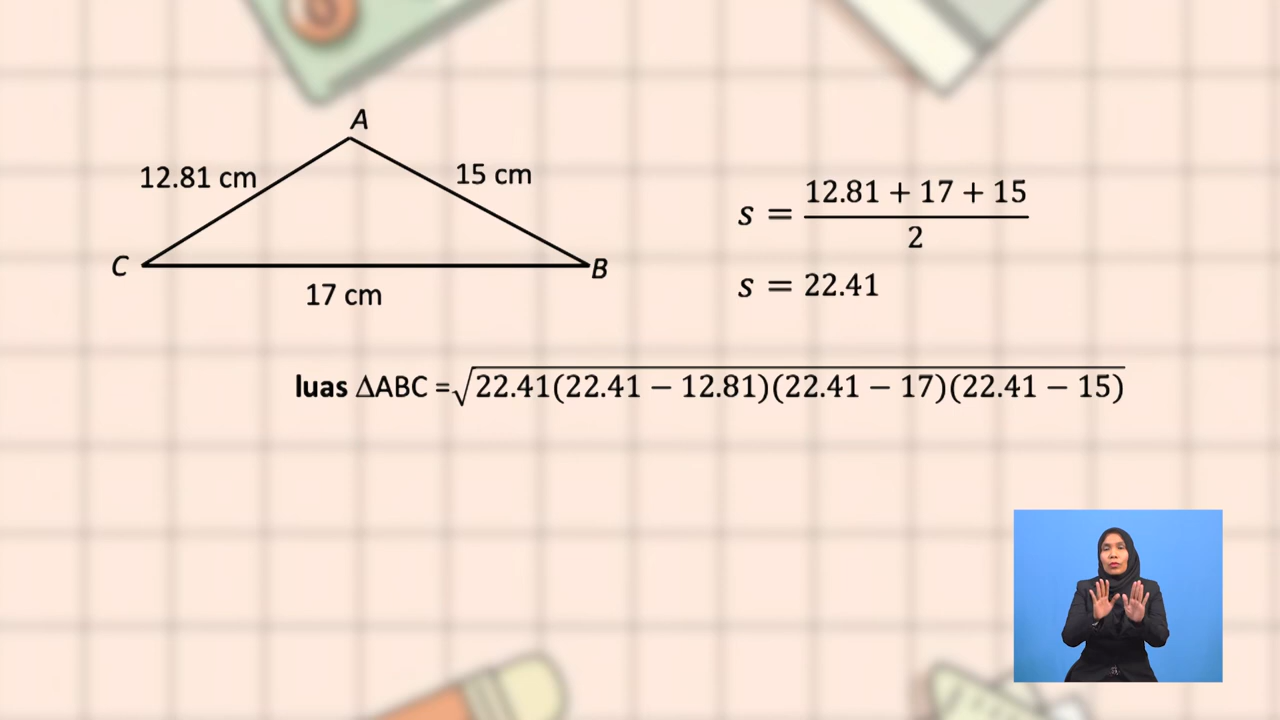 A
12.81 cm
15 cm
C
B
17 cm
s = (12.81 + 17 + 15)/2
s = 22.41
luas ΔABC =√22.41(22.41 − 12.81)(22.41 − 17)(22.41 − 15)